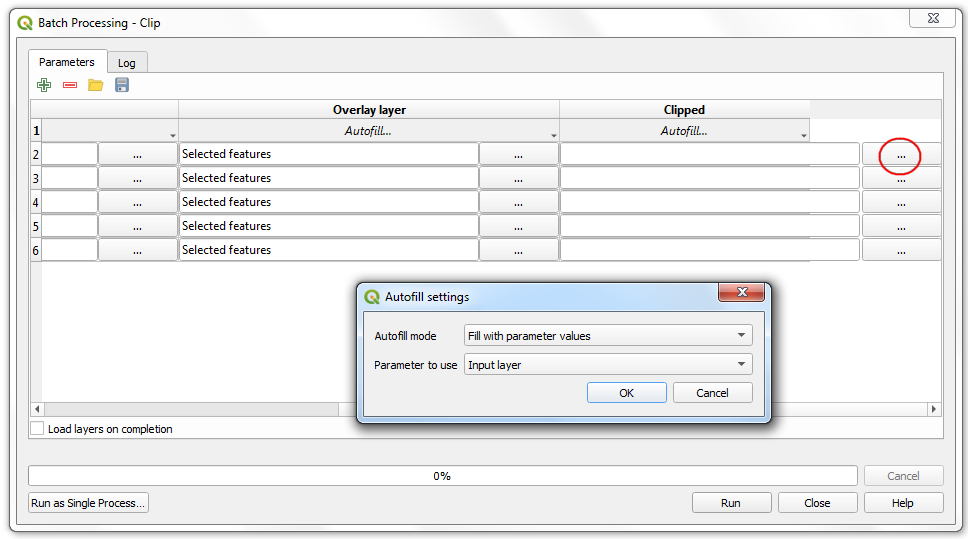 Batch Processing - Clip
Parameters Log
Overlay layer Clipped
1 Autofill... Autofill...
2 ... Selected features ... ...
3 ... Selected features ... ...
4 ... Selected features ... ...
5 ... Selected features ... ...
6 ... Selected features ... ...
Autofill settings
Autofill mode Fill with parameter values
Parameter to use Input layer
OK Cancel
Load layers on completion
0% Cancel
Run as Single Process... Run Close Help